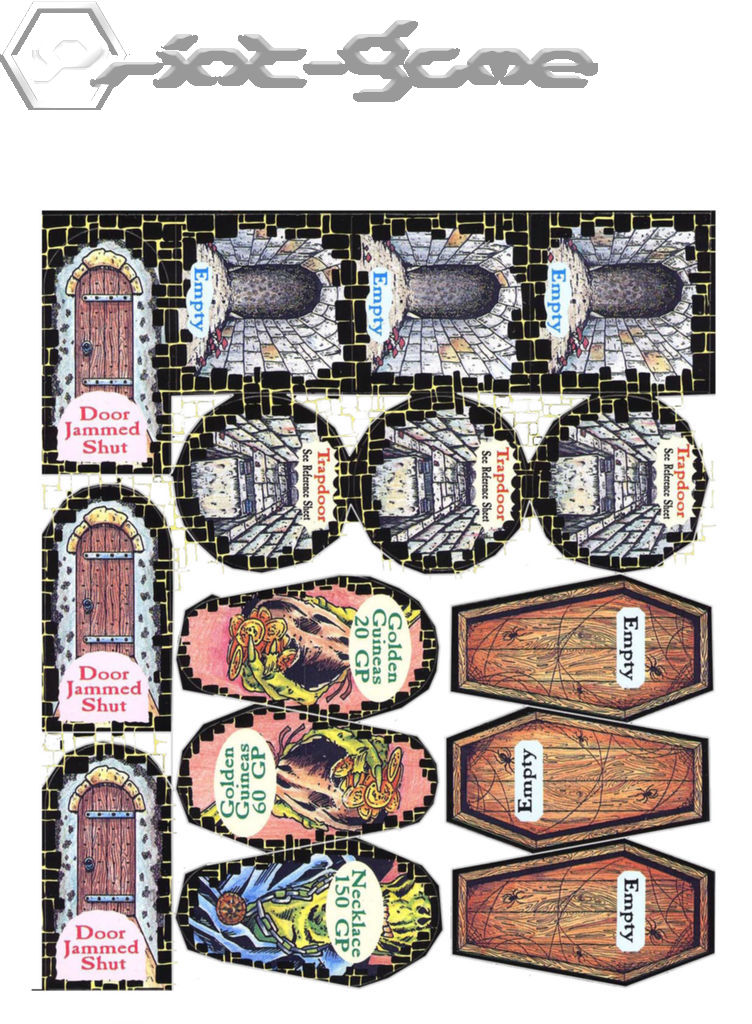 riot-game
Door
Jammed
Shut
Empty
Empty
Empty
Trapdoor
See Reference Sheet
Trapdoor
See Reference Sheet
Trapdoor
See Reference Sheet
Door
Jammed
Shut
Golden
Guineas
20 GP
Empty
Golden
Guineas
60 GP
Empty
Door
Jammed
Shut
Necklace
150 GP
Empty